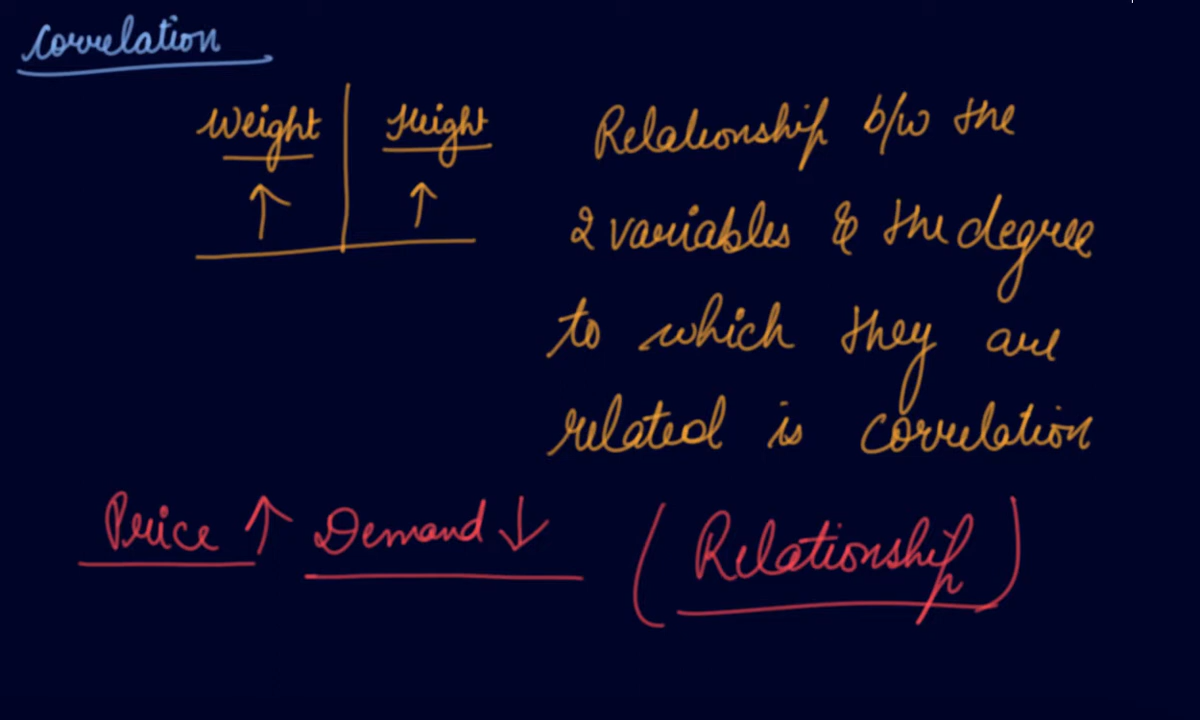 Correlation
Weight | Height
↑ | ↑
Relationship b/w the
2 variables & the degree
to which they are
related is correlation
Price ↑ Demand ↓ (Relationship)